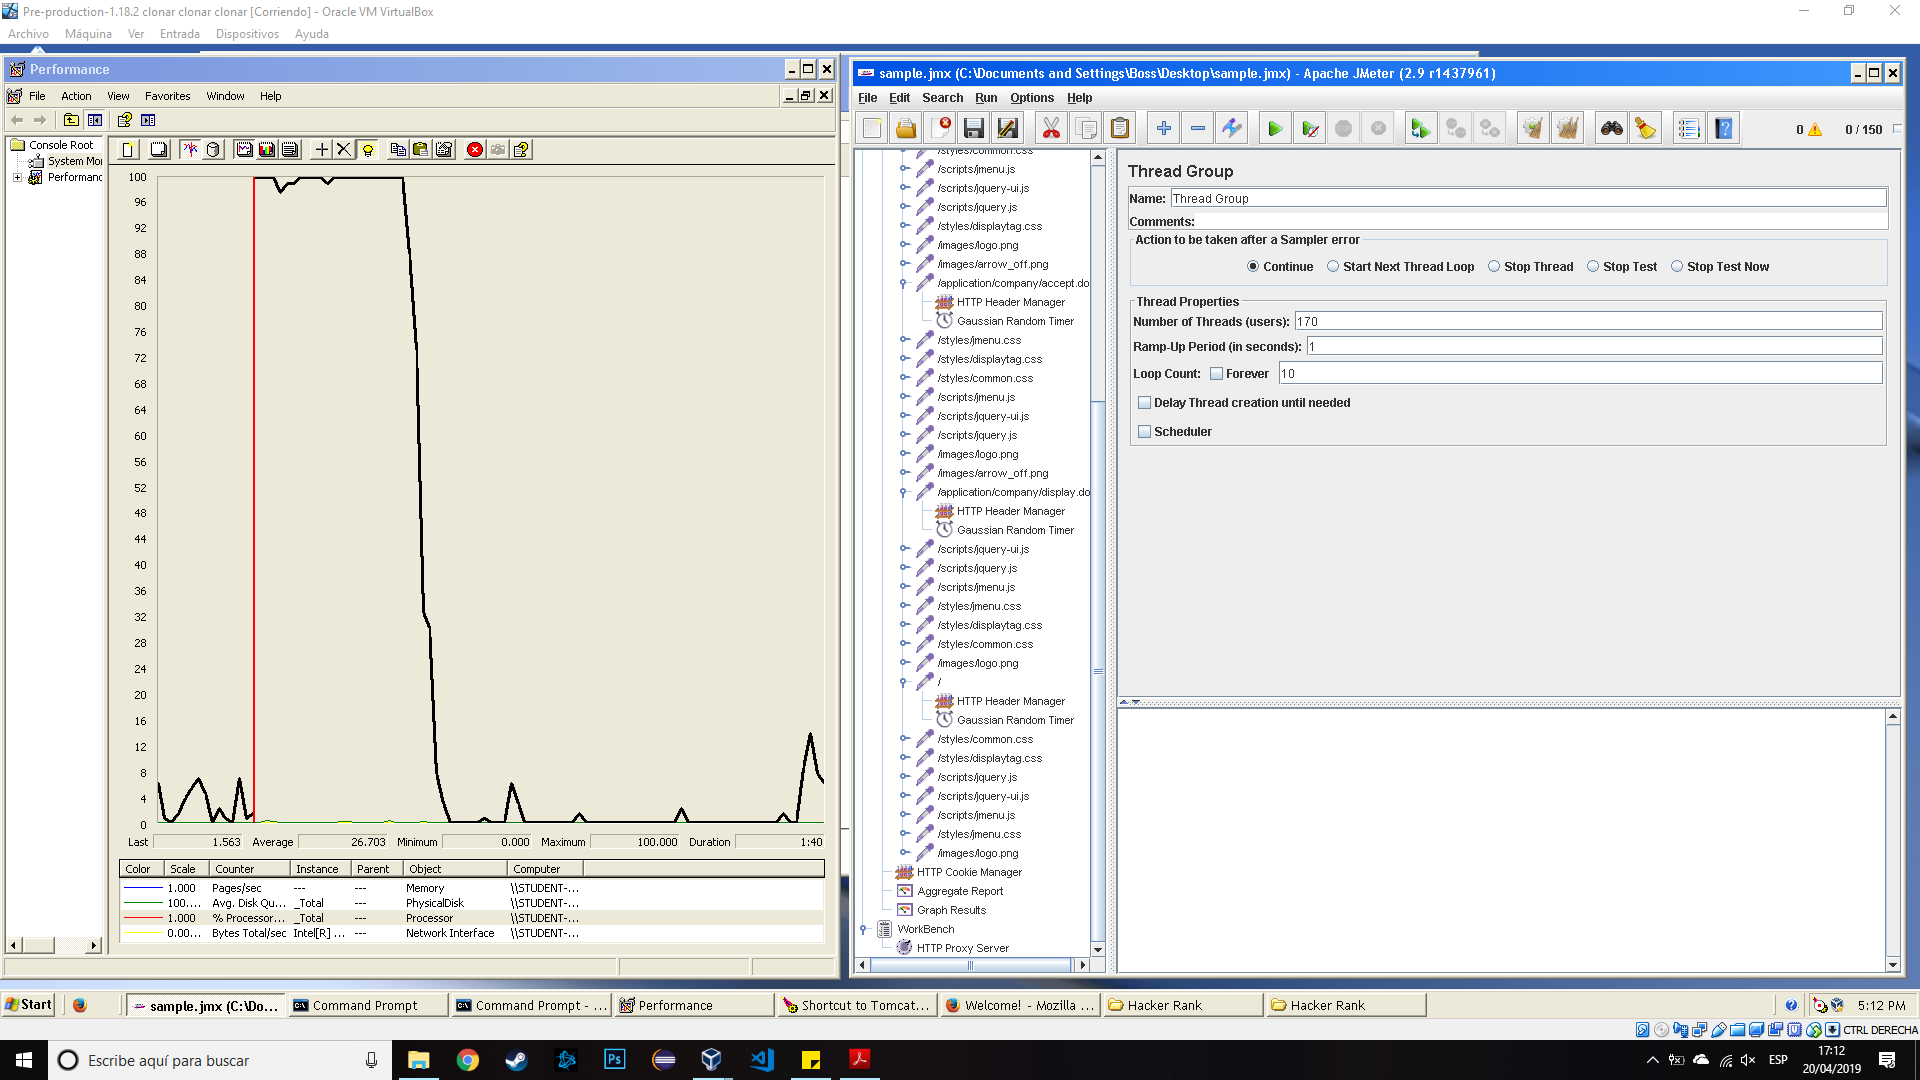 Pre-production-1.18.2 clonar clonar clonar [Corriendo] - Oracle VM VirtualBox
Archivo Máquina Ver Entrada Dispositivos Ayuda
Performance
File Action View Favorites Window Help
Console Root
System Mo
Performanc
100
96
92
88
84
80
76
72
68
64
60
56
52
48
44
40
36
32
28
24
20
16
12
8
4
0
Last 1.563 Average 26.703 Minimum 0.000 Maximum 100.000 Duration 1:40
Color Scale Counter Instance Parent Object Computer
1.000 Pages/sec --- --- Memory \\STUDENT-...
100.... Avg. Disk Qu... _Total --- PhysicalDisk \\STUDENT-...
1.000 % Processor... _Total --- Processor \\STUDENT-...
0.00... Bytes Total/sec Intel[R] ... --- Network Interface \\STUDENT-...
sample.jmx (C:\Documents and Settings\Boss\Desktop\sample.jmx) - Apache JMeter (2.9 r1437961)
File Edit Search Run Options Help
0 0 / 150
/styles/common.css
/scripts/jmenu.js
/scripts/jquery-ui.js
/scripts/jquery.js
/styles/displaytag.css
/images/logo.png
/images/arrow_off.png
/application/company/accept.do
HTTP Header Manager
Gaussian Random Timer
/styles/jmenu.css
/styles/displaytag.css
/styles/common.css
/scripts/jmenu.js
/scripts/jquery-ui.js
/scripts/jquery.js
/images/logo.png
/images/arrow_off.png
/application/company/display.do
HTTP Header Manager
Gaussian Random Timer
/scripts/jquery-ui.js
/scripts/jquery.js
/scripts/jmenu.js
/styles/jmenu.css
/styles/displaytag.css
/styles/common.css
/images/logo.png
/
HTTP Header Manager
Gaussian Random Timer
/styles/common.css
/styles/displaytag.css
/scripts/jquery.js
/scripts/jquery-ui.js
/scripts/jmenu.js
/styles/jmenu.css
/images/logo.png
HTTP Cookie Manager
Aggregate Report
Graph Results
WorkBench
HTTP Proxy Server
Thread Group
Name: Thread Group
Comments:
Action to be taken after a Sampler error
Continue Start Next Thread Loop Stop Thread Stop Test Stop Test Now
Thread Properties
Number of Threads (users): 170
Ramp-Up Period (in seconds): 1
Loop Count: Forever 10
Delay Thread creation until needed
Scheduler
Start sample.jmx (C:\Do... Command Prompt Command Prompt - ... Performance Shortcut to Tomcat... Welcome! - Mozilla ... Hacker Rank Hacker Rank 5:12 PM
CTRL DERECHA
Escribe aquí para buscar
ESP
17:12
20/04/2019